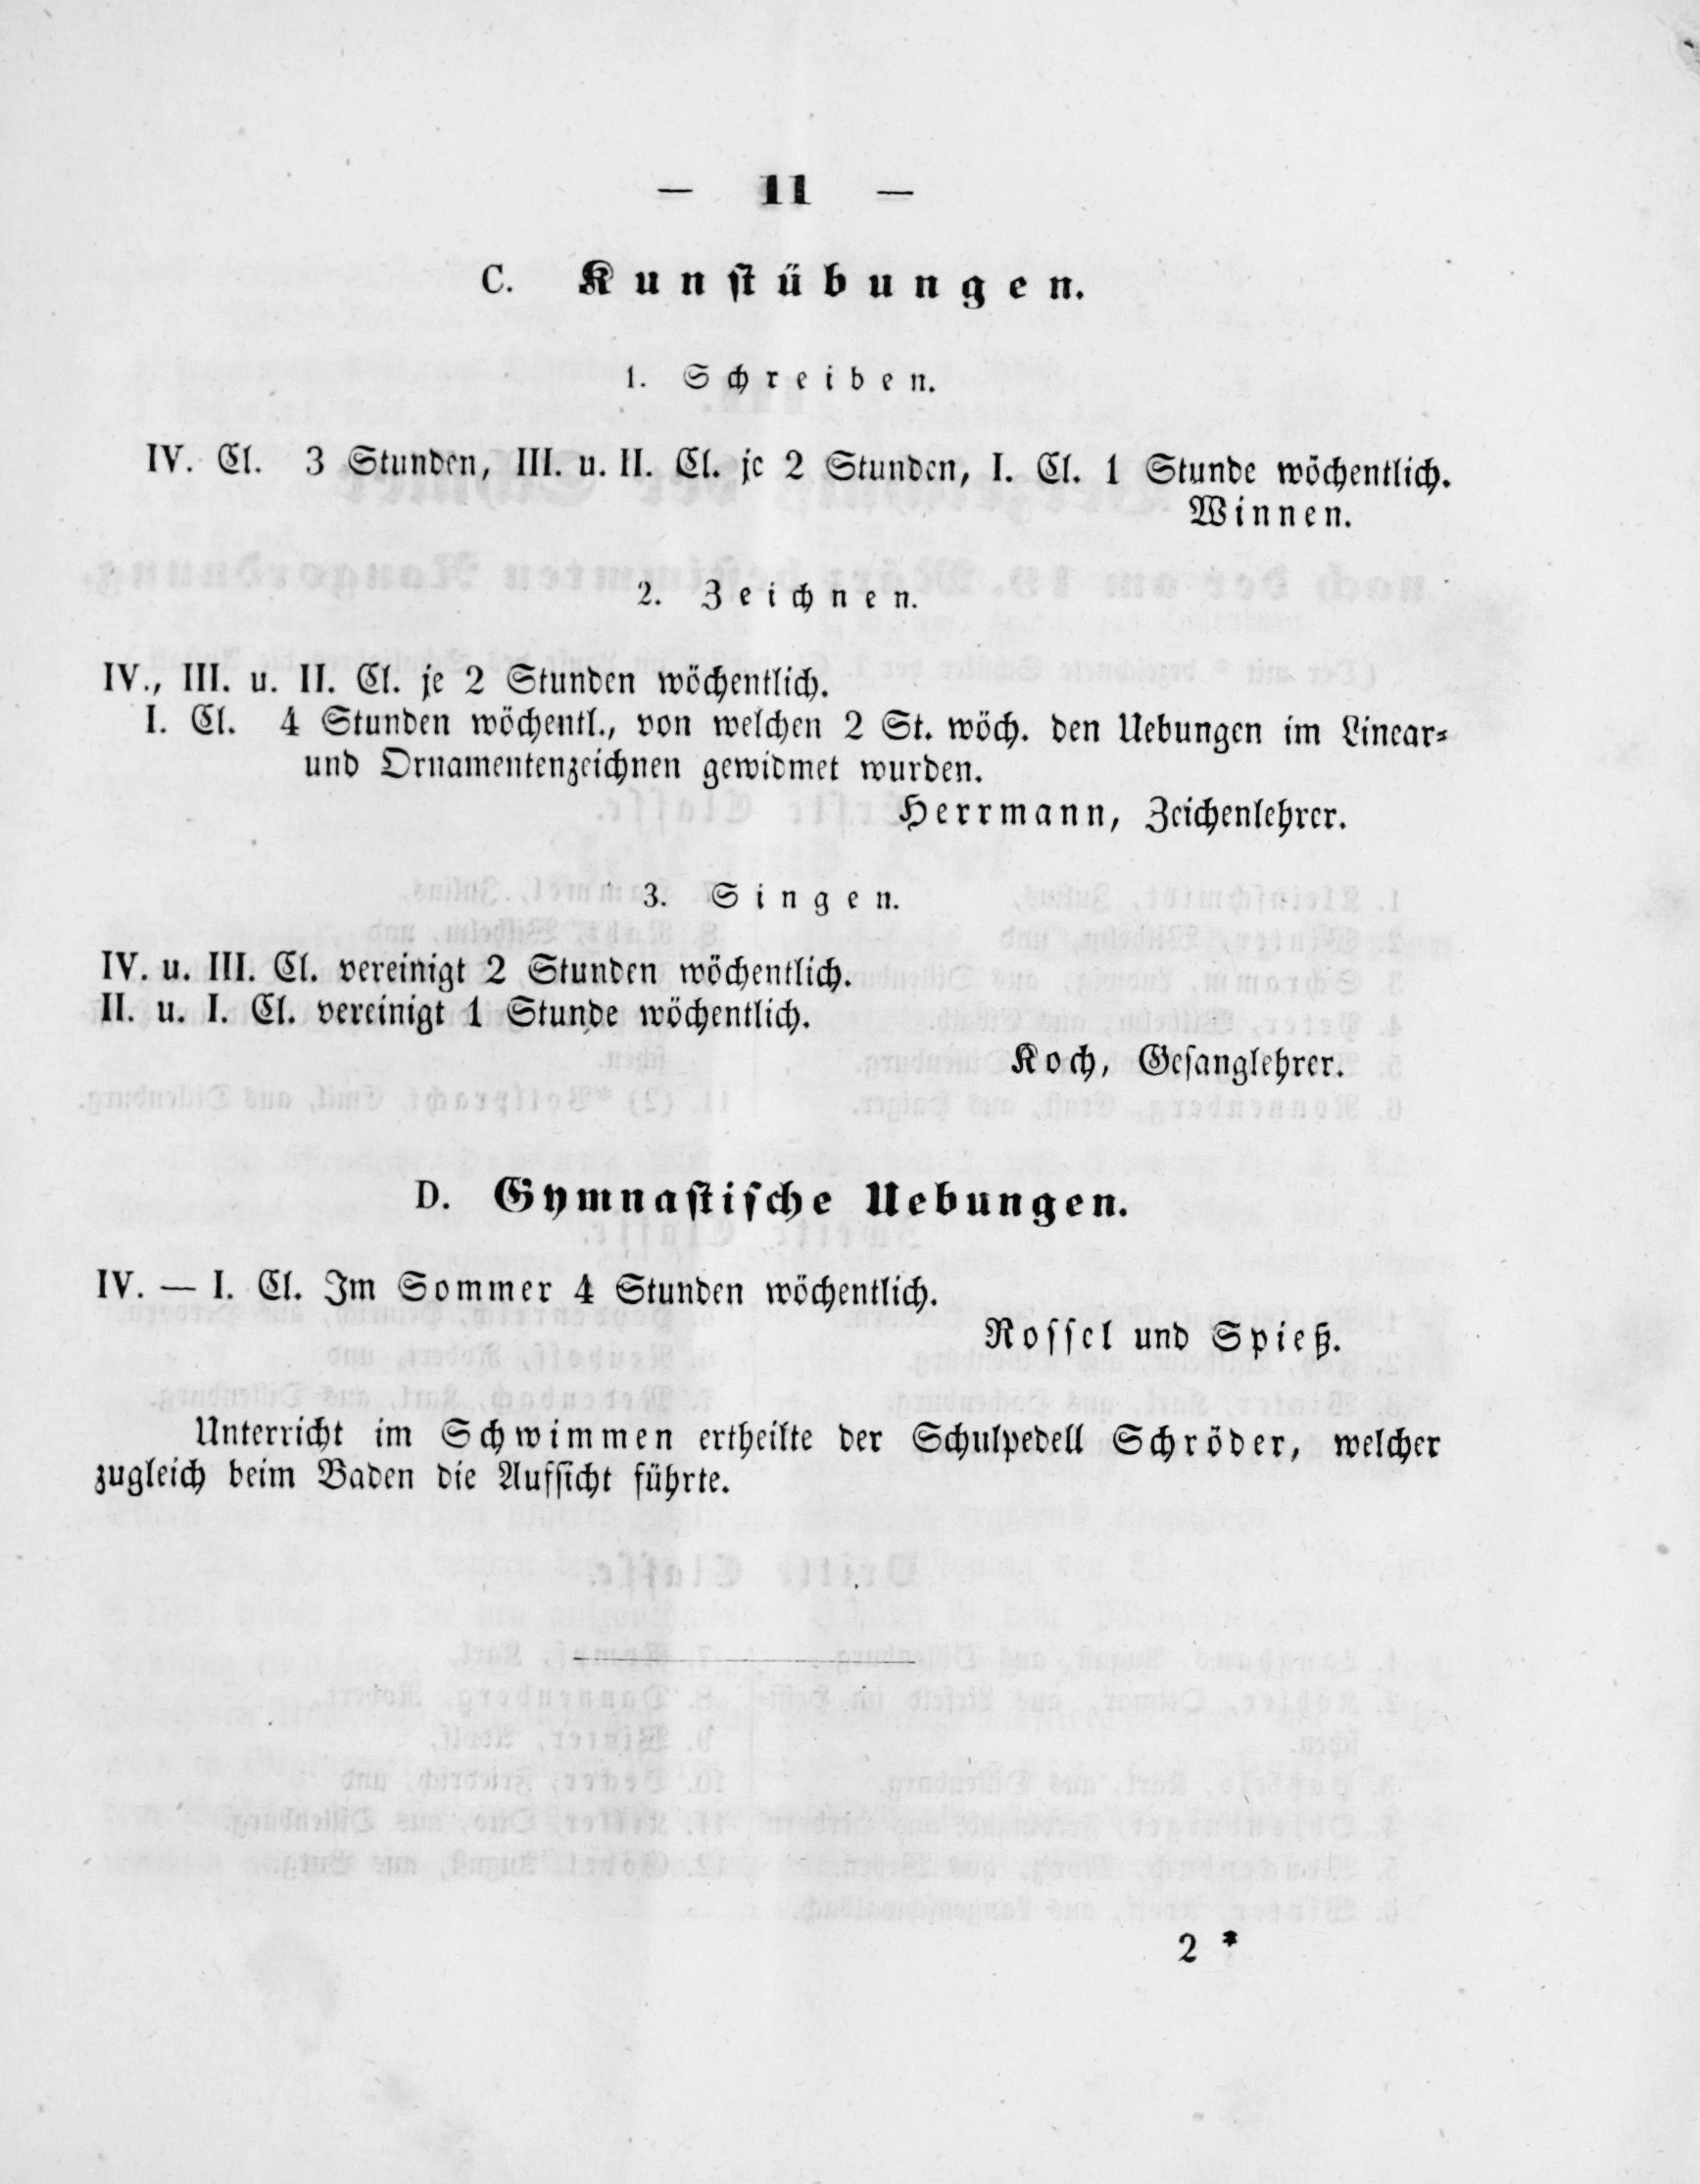 — 11 —
C. Kunstübungen.
1. Schreiben.
IV. Cl. 3 Stunden, III. u. II. Cl. je 2 Stunden, I. Cl. 1 Stunde wöchentlich.
Winnen.
2. Zeichnen.
IV., III. u. II. Cl. je 2 Stunden wöchentlich.
I. Cl. 4 Stunden wöchentl., von welchen 2 St. wöch. den Uebungen im Linear-
und Ornamentenzeichnen gewidmet wurden.
Herrmann, Zeichenlehrer.
3. Singen.
IV. u. III. Cl. vereinigt 2 Stunden wöchentlich.
II. u. I. Cl. vereinigt 1 Stunde wöchentlich.
Koch, Gesanglehrer.
D. Gymnastische Uebungen.
IV. — I. Cl. Im Sommer 4 Stunden wöchentlich.
Rossel und Spieß.
Unterricht im Schwimmen ertheilte der Schulpedell Schröder, welcher
zugleich beim Baden die Aufsicht führte.
2 *